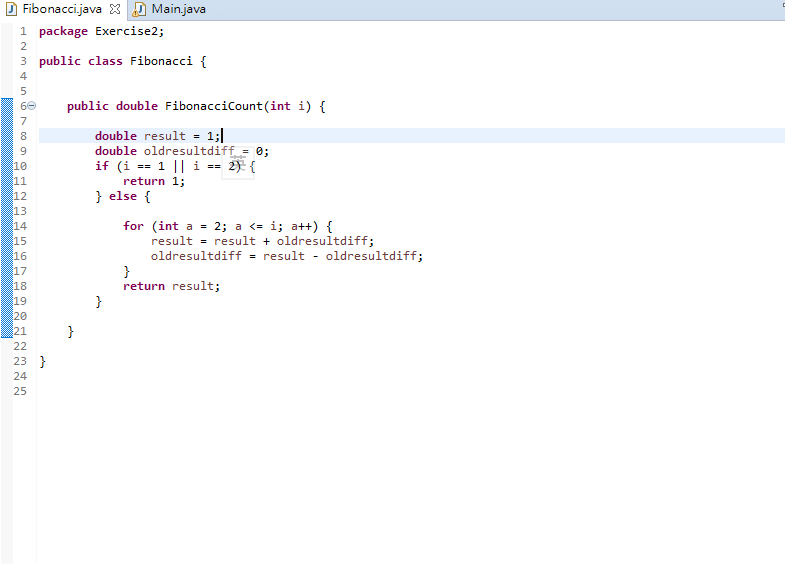 Fibonacci.java Main.java
1 package Exercise2;
2
3 public class Fibonacci {
4
5
6 public double FibonacciCount(int i) {
7
8 double result = 1;
9 double oldresultdiff = 0;
10 if (i == 1 || i == 2) {
11 return 1;
12 } else {
13
14 for (int a = 2; a <= i; a++) {
15 result = result + oldresultdiff;
16 oldresultdiff = result - oldresultdiff;
17 }
18 return result;
19 }
20
21 }
22
23 }
24
25
英